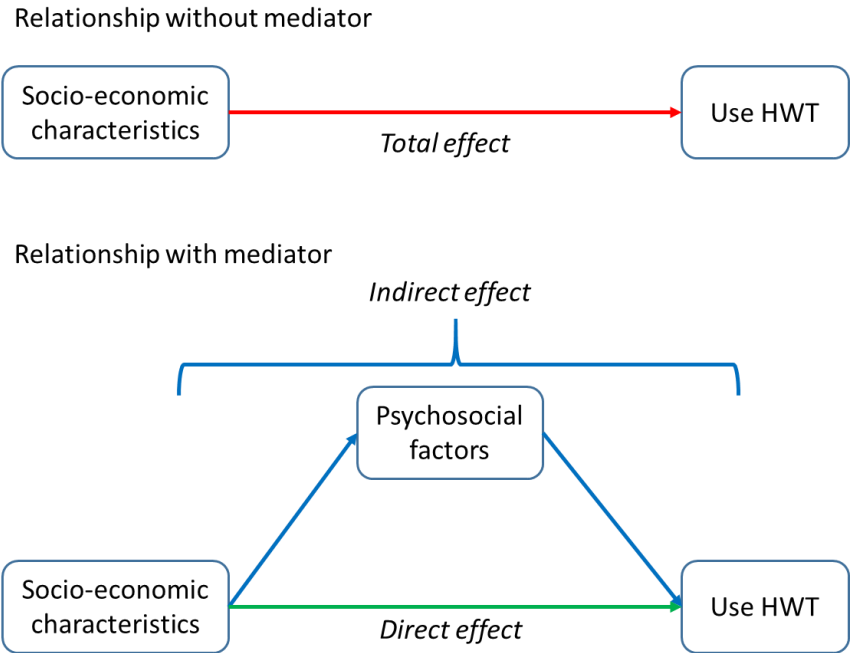 Relationship without mediator
Socio-economic
characteristics
Total effect
Use HWT
Relationship with mediator
Indirect effect
Psychosocial
factors
Socio-economic
characteristics
Direct effect
Use HWT